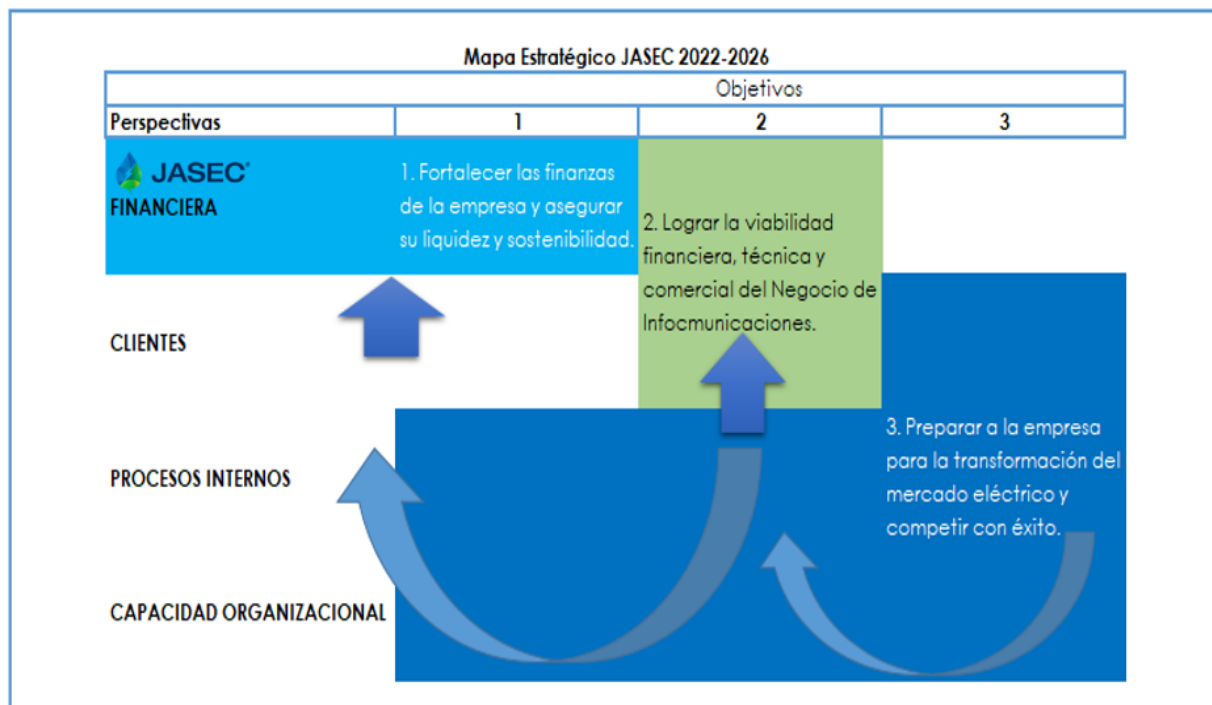 Mapa Estratégico JASEC 2022-2026
Objetivos
Perspectivas 1 2 3
JASEC
FINANCIERA
1. Fortalecer las finanzas
de la empresa y asegurar
su liquidez y sostenibilidad.
2. Lograr la viabilidad
financiera, técnica y
comercial del Negocio de
Infocmunicaciones.
CLIENTES
3. Preparar a la empresa
para la transformación del
mercado eléctrico y
competir con éxito.
PROCESOS INTERNOS
CAPACIDAD ORGANIZACIONAL